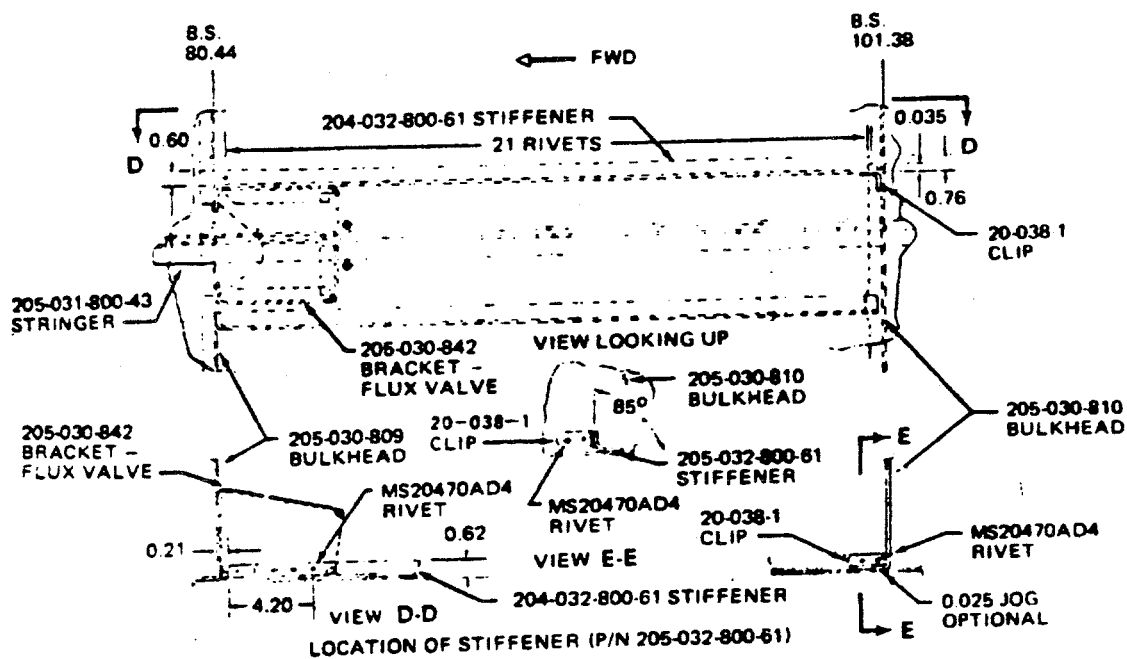 B.S.
80.44
B.S.
101.38
FWD
204-032-800-61 STIFFENER
21 RIVETS
0.60
D
0.035
D
0.76
20-038 1
CLIP
205-031-800-43
STRINGER
VIEW LOOKING UP
205-030-842
BRACKET -
FLUX VALVE
205-030-810
BULKHEAD
85º
20-038-1
CLIP
205-030-810
BULKHEAD
205-030-842
BRACKET -
FLUX VALVE
205-030-809
BULKHEAD
205-032-800-61
STIFFENER
E
MS20470AD4
RIVET
MS20470AD4
RIVET
20-038-1
CLIP
MS20470AD4
RIVET
0.21
0.62
VIEW E-E
4.20
VIEW D-D
204-032-800-61 STIFFENER
0.025 JOG
OPTIONAL
E
LOCATION OF STIFFENER (P/N 205-032-800-61)